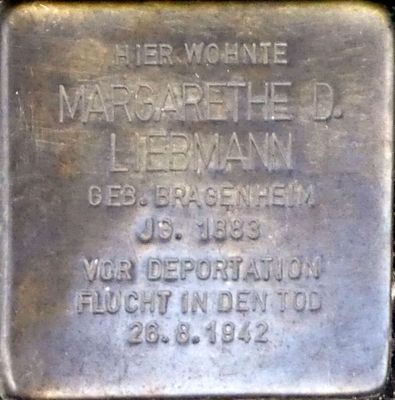 HIER WOHNTE
MARGARETHE D.
LIEBMANN
GEB. BRAGENHEIM
JG. 1883
VOR DEPORTATION
FLUCHT IN DEN TOD
26.8.1942